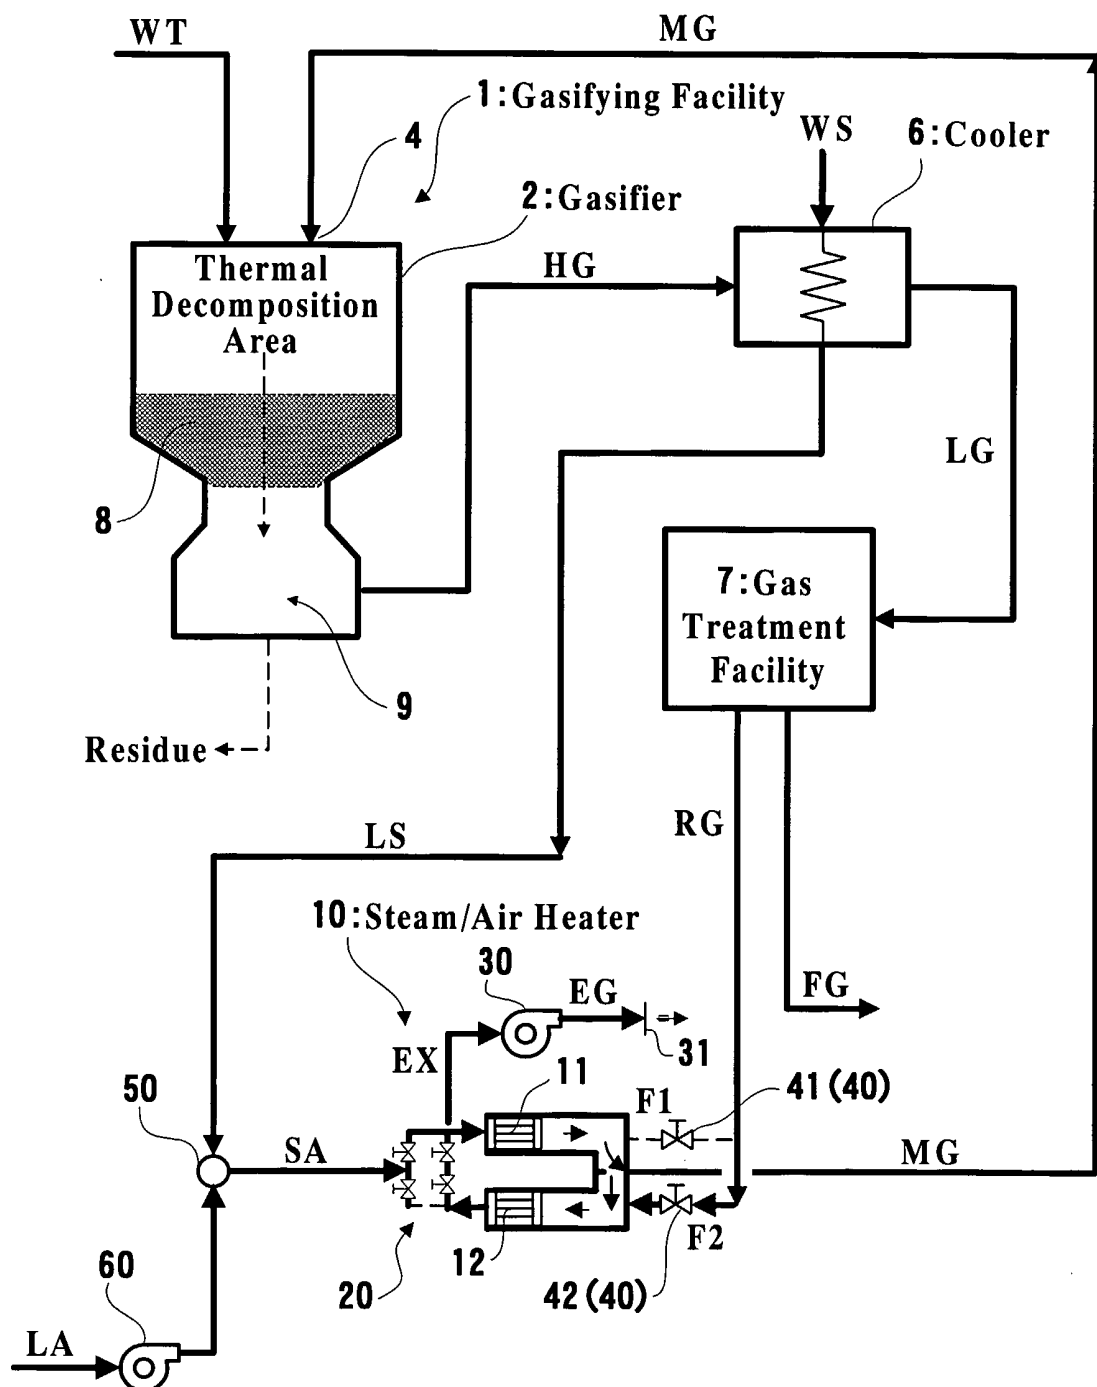 WT
MG
1:Gasifying Facility
4
WS
6:Cooler
2:Gasifier
Thermal
Decomposition
Area
HG
LG
8
7:Gas
Treatment
Facility
9
Residue
RG
LS
10:Steam/Air Heater
30
EG
FG
EX
31
11
50
F1
41(40)
SA
MG
F2
12
60
20
42(40)
LA